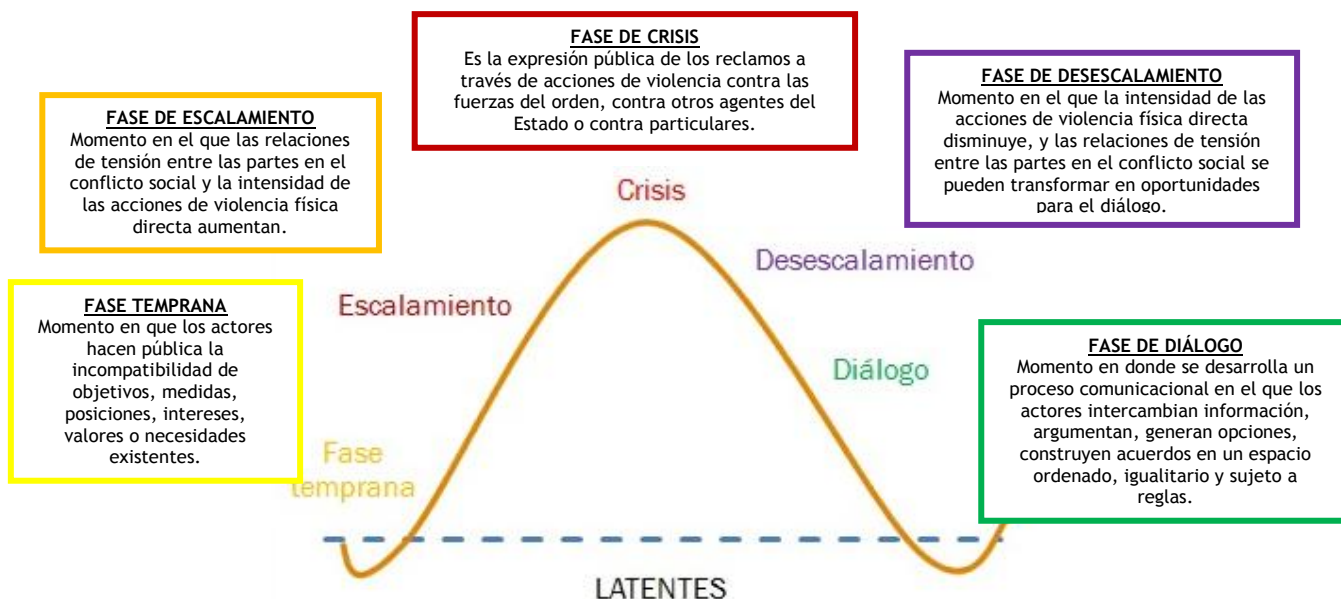 FASE DE CRISIS
Es la expresión pública de los reclamos a
través de acciones de violencia contra las
fuerzas del orden, contra otros agentes del
Estado o contra particulares.
FASE DE DESESCALAMIENTO
Momento en el que la intensidad de las
acciones de violencia física directa
disminuye, y las relaciones de tensión
entre las partes en el conflicto social se
pueden transformar en oportunidades
para el diálogo.
FASE DE ESCALAMIENTO
Momento en el que las relaciones
de tensión entre las partes en el
conflicto social y la intensidad de
las acciones de violencia física
directa aumentan.
Crisis
Desescalamiento
Escalamiento
FASE TEMPRANA
Momento en que los actores
hacen pública la
incompatibilidad de
objetivos, medidas,
posiciones, intereses,
valores o necesidades
existentes.
Diálogo
FASE DE DIÁLOGO
Momento en donde se desarrolla un
proceso comunicacional en el que los
actores intercambian información,
argumentan, generan opciones,
construyen acuerdos en un espacio
ordenado, igualitario y sujeto a
reglas.
Fase
temprana
LATENTES